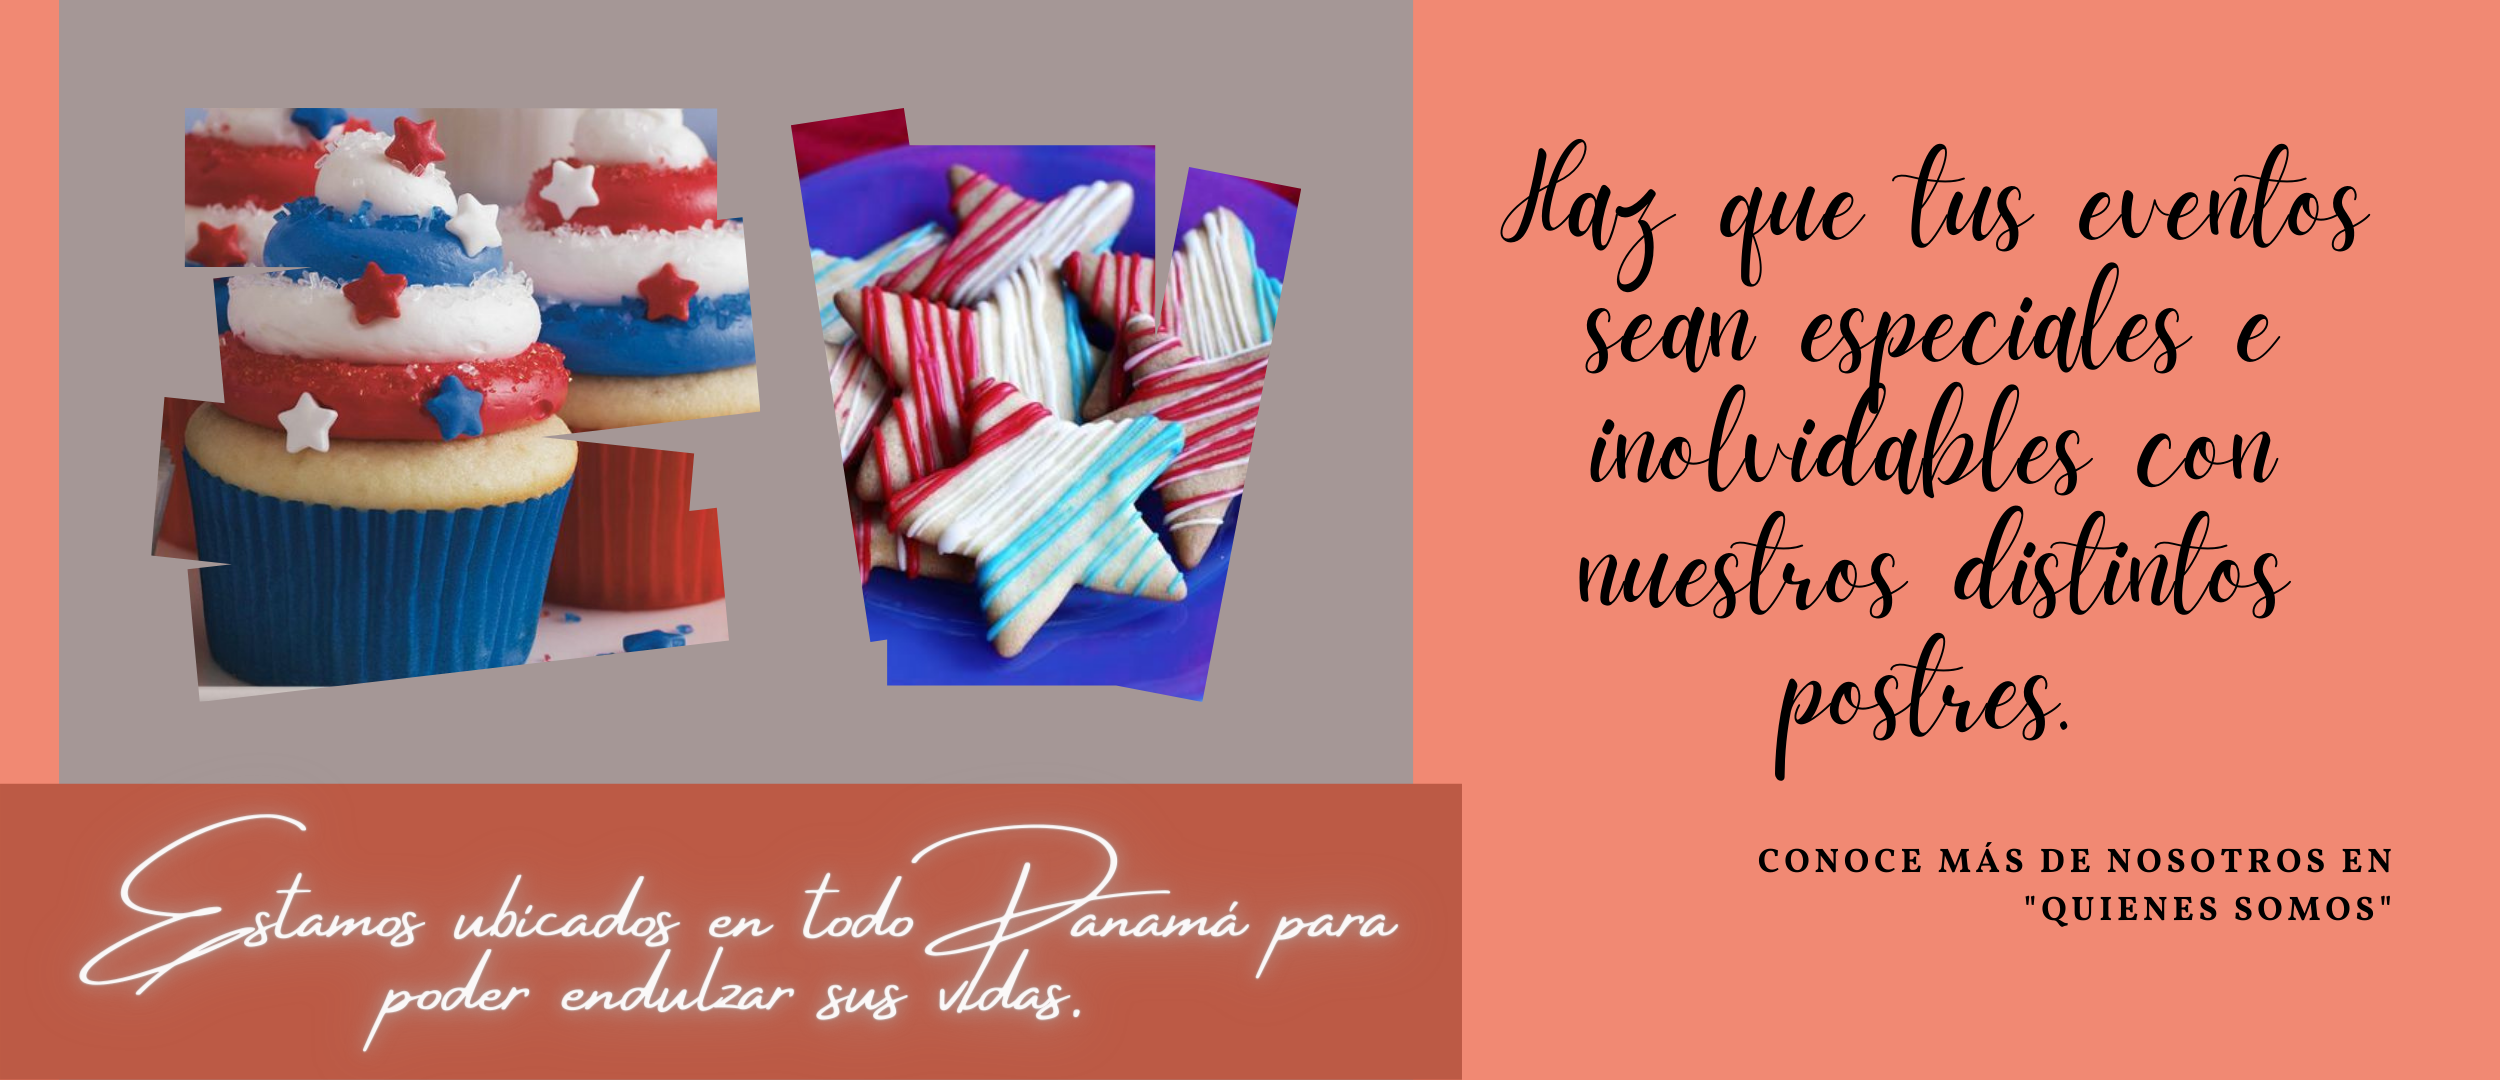 Haz que tus eventos
sean especiales e
inolvidables con
nuestros distintos
postres.
Estamos ubicados en todo Panamá para
poder endulzar sus vidas.
CONOCE MÁS DE NOSOTROS EN
"QUIENES SOMOS"